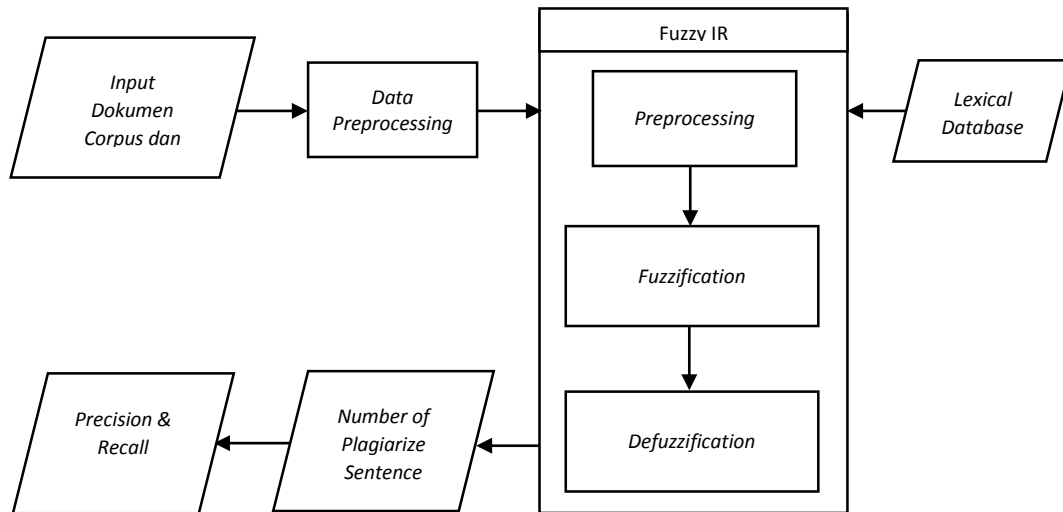 Fuzzy IR
Input
Dokumen
Corpus dan
Data
Preprocessing
Preprocessing
Lexical
Database
Fuzzification
Defuzzification
Number of
Plagiarize
Sentence
Precision &
Recall